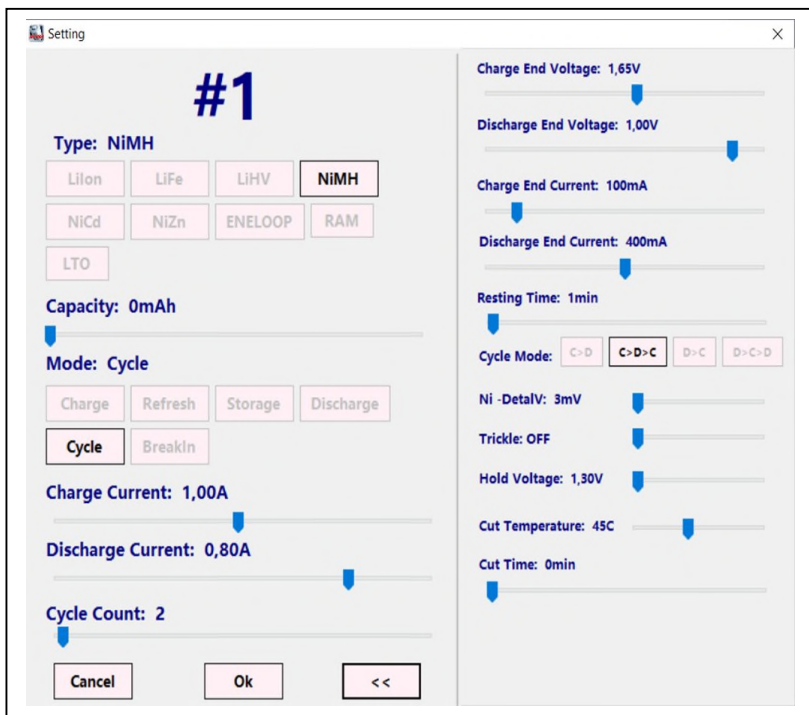 Setting
#1
Type: NiMH
LiIon LiFe LiHV NiMH
NiCd NiZn ENELOOP RAM
LTO
Capacity: 0mAh
Mode: Cycle
Charge Refresh Storage Discharge
Cycle BreakIn
Charge Current: 1,00A
Discharge Current: 0,80A
Cycle Count: 2
Cancel Ok <<
Charge End Voltage: 1,65V
Discharge End Voltage: 1,00V
Charge End Current: 100mA
Discharge End Current: 400mA
Resting Time: 1min
Cycle Mode: C>D C>D>C D>C D>C>D
Ni -DetalV: 3mV
Trickle: OFF
Hold Voltage: 1,30V
Cut Temperature: 45C
Cut Time: 0min